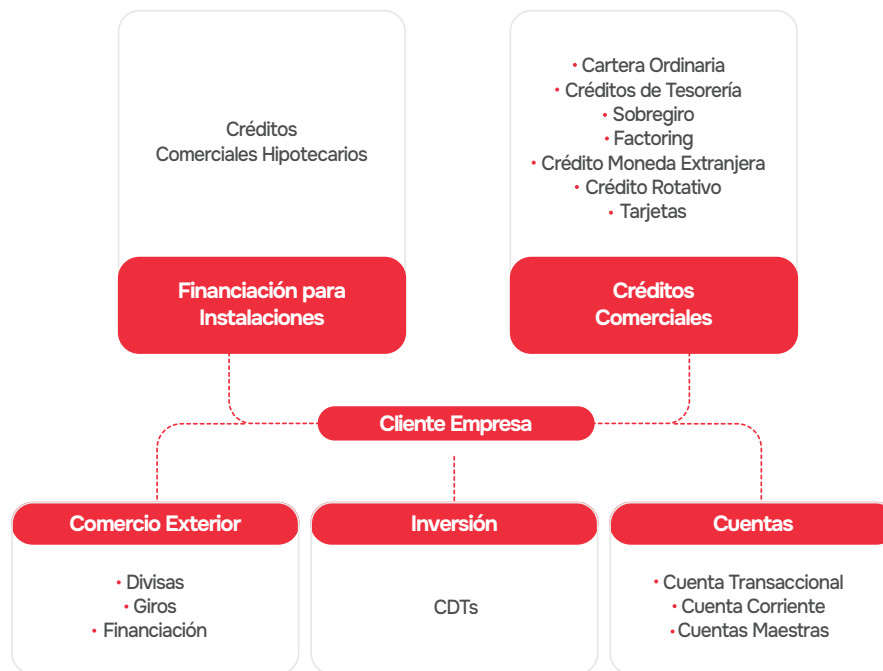 Créditos
Comerciales Hipotecarios
Financiación para
Instalaciones
• Cartera Ordinaria
• Créditos de Tesorería
• Sobregiro
• Factoring
• Crédito Moneda Extranjera
• Crédito Rotativo
• Tarjetas
Créditos
Comerciales
Cliente Empresa
Comercio Exterior
• Divisas
• Giros
• Financiación
Inversión
CDTs
Cuentas
• Cuenta Transaccional
• Cuenta Corriente
• Cuentas Maestras